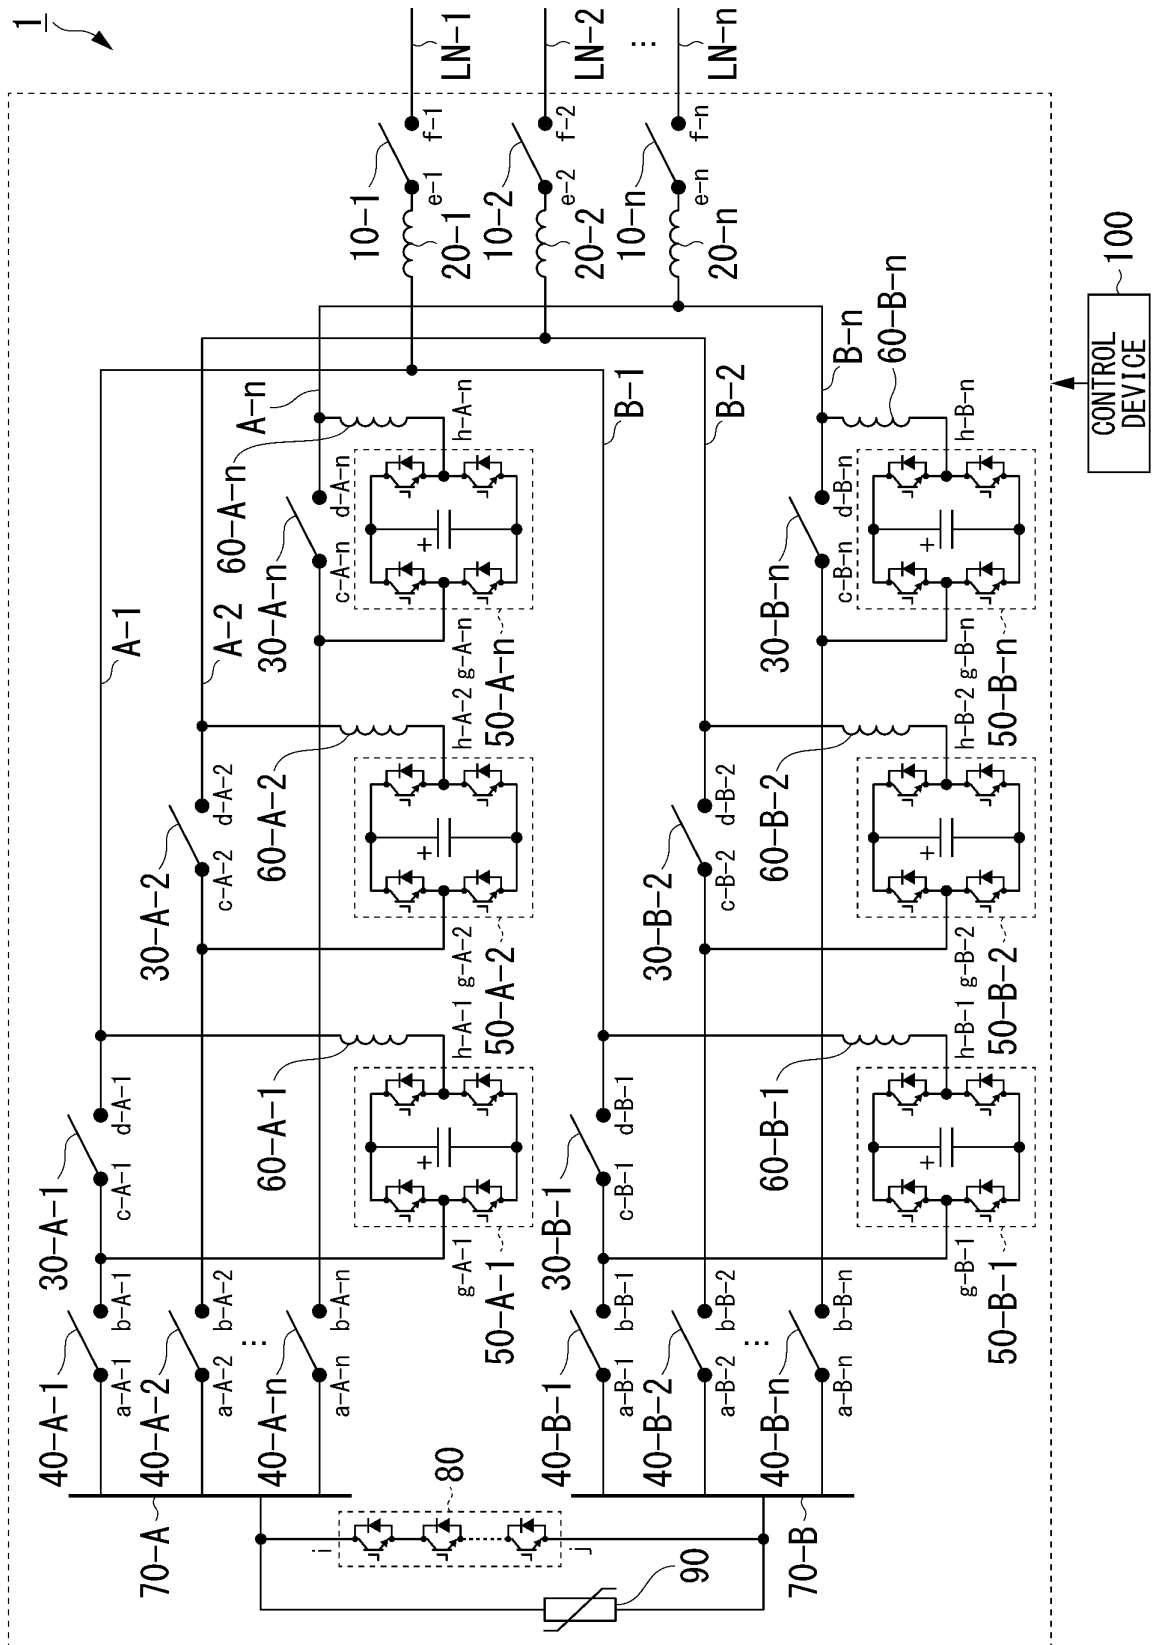 1
LN-1
LN-2
...
LN-n
10-1
e-1
f-1
20-1
10-2
e-2
f-2
20-2
10-n
e-n
f-n
20-n
100
CONTROL
DEVICE
A-1
A-2
A-n
B-1
B-2
B-n
60-A-n
30-A-n
c-A-n
d-A-n
g-A-n
h-A-n
50-A-n
+
30-A-2
c-A-2
d-A-2
60-A-2
g-A-2
h-A-2
50-A-2
+
30-A-1
c-A-1
d-A-1
60-A-1
g-A-1
h-A-1
50-A-1
+
60-B-n
30-B-n
c-B-n
d-B-n
g-B-n
h-B-n
50-B-n
+
30-B-2
c-B-2
d-B-2
60-B-2
g-B-2
h-B-2
50-B-2
+
30-B-1
c-B-1
d-B-1
60-B-1
g-B-1
h-B-1
50-B-1
+
40-A-1
a-A-1
b-A-1
40-A-2
a-A-2
b-A-2
...
40-A-n
a-A-n
b-A-n
40-B-1
a-B-1
b-B-1
40-B-2
a-B-2
b-B-2
...
40-B-n
a-B-n
b-B-n
70-A
80
i
j
90
70-B